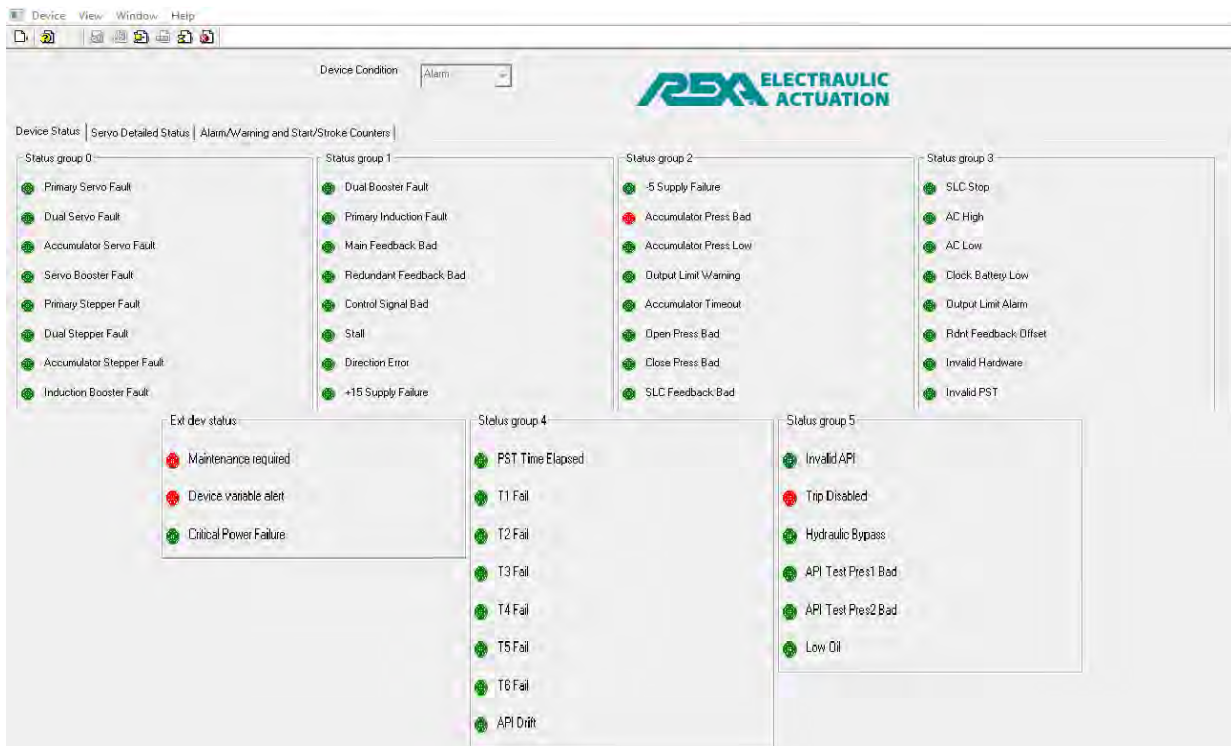 Device View Window Help
Device Condition Alarm
REXA ELECTRAULIC
ACTUATION
Device Status Servo Detailed Status Alarm/Warning and Start/Stroke Counters
Status group 0
Primary Servo Fault
Dual Servo Fault
Accumulator Servo Fault
Servo Booster Fault
Primary Stepper Fault
Dual Stepper Fault
Accumulator Stepper Fault
Induction Booster Fault
Status group 1
Dual Booster Fault
Primary Induction Fault
Main Feedback Bad
Redundant Feedback Bad
Control Signal Bad
Stall
Direction Error
+15 Supply Failure
Status group 2
-5 Supply Failure
Accumulator Press Bad
Accumulator Press Low
Output Limit Warning
Accumulator Timeout
Open Press Bad
Close Press Bad
SLC Feedback Bad
Status group 3
SLC Stop
AC High
AC Low
Clock Battery Low
Output Limit Alarm
Rdnt Feedback Offset
Invalid Hardware
Invalid PST
Ext dev status
Maintenance required
Device variable alert
Critical Power Failure
Status group 4
PST Time Elapsed
T1 Fail
T2 Fail
T3 Fail
T4 Fail
T5 Fail
T6 Fail
API Drift
Status group 5
Invalid API
Trip Disabled
Hydraulic Bypass
API Test Pres1 Bad
API Test Pres2 Bad
Low Oil